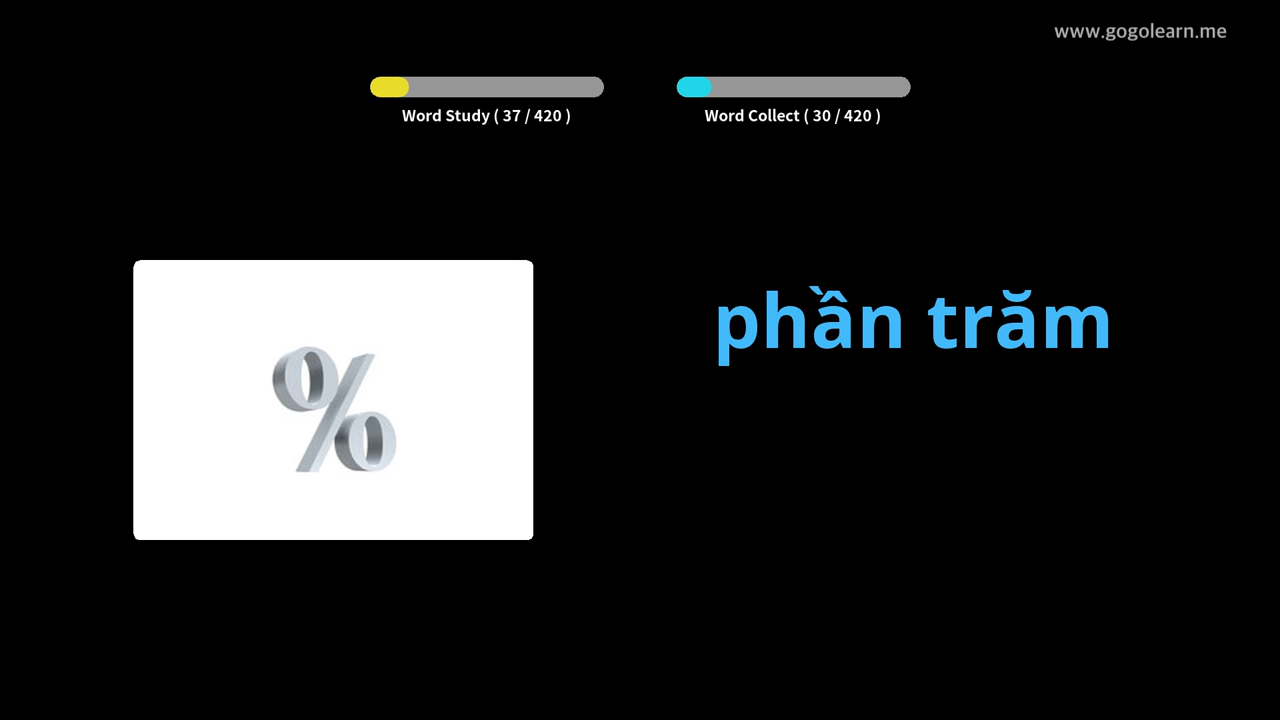 www.gogolearn.me
Word Study ( 37 / 420 )
Word Collect ( 30 / 420 )
%
phần trăm